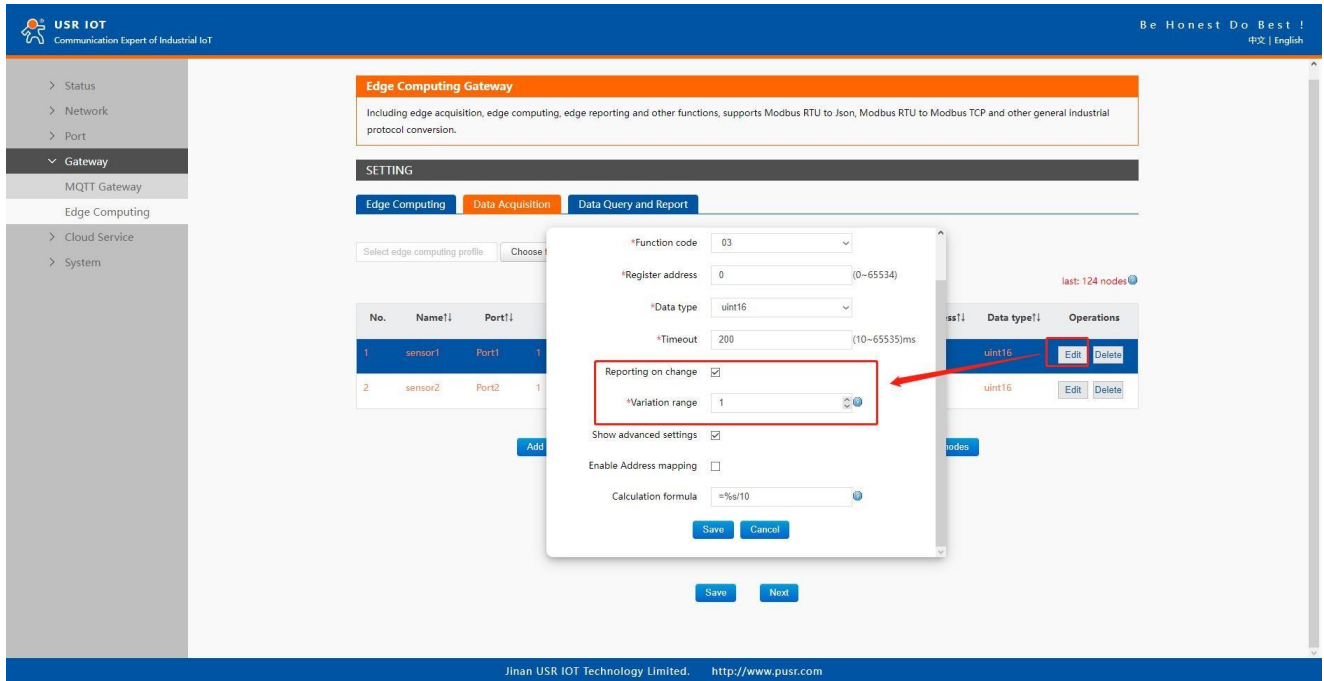 USR IOT
Communication Expert of Industrial IoT
Be Honest Do Best !
中文 | English
Status
Network
Port
Gateway
MQTT Gateway
Edge Computing
Cloud Service
System
Edge Computing Gateway
Including edge acquisition, edge computing, edge reporting and other functions, supports Modbus RTU to Json, Modbus RTU to Modbus TCP and other general industrial
protocol conversion.
SETTING
Edge Computing Data Acquisition Data Query and Report
Select edge computing profile Choose
last: 124 nodes
No. Name↑↓ Port↑↓ ss↑↓ Data type↑↓ Operations
1 sensor1 Port1 1 uint16 Edit Delete
2 sensor2 Port2 1 uint16 Edit Delete
Add nodes
*Function code 03
*Register address 0 (0~65534)
*Data type uint16
*Timeout 200 (10~65535)ms
Reporting on change
*Variation range 1
Show advanced settings
Enable Address mapping
Calculation formula =%s/10
Save Cancel
Save Next
Jinan USR IOT Technology Limited. http://www.pusr.com